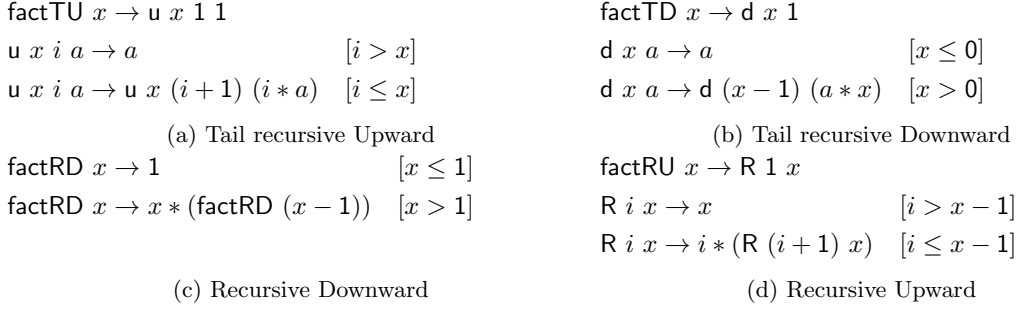 factTU x → u x 1 1
u x i a → a [i > x]
u x i a → u x (i + 1) (i ∗ a) [i ≤ x]
(a) Tail recursive Upward
factTD x → d x 1
d x a → a [x ≤ 0]
d x a → d (x − 1) (a ∗ x) [x > 0]
(b) Tail recursive Downward
factRD x → 1 [x ≤ 1]
factRD x → x ∗ (factRD (x − 1)) [x > 1]
(c) Recursive Downward
factRU x → R 1 x
R i x → x [i > x − 1]
R i x → i ∗ (R (i + 1) x) [i ≤ x − 1]
(d) Recursive Upward